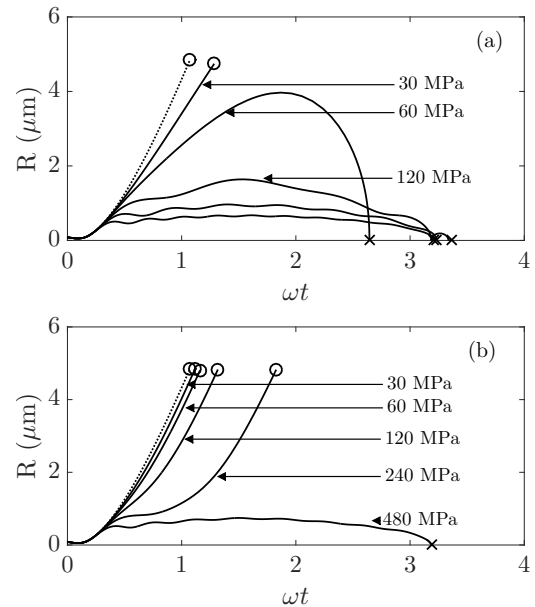 6
(a)
4
30 MPa
60 MPa
R (μm)
2
120 MPa
0
0 1 2 3 4
ωt
6
(b)
4
30 MPa
60 MPa
R (μm)
120 MPa
2
240 MPa
480 MPa
0
0 1 2 3 4
ωt